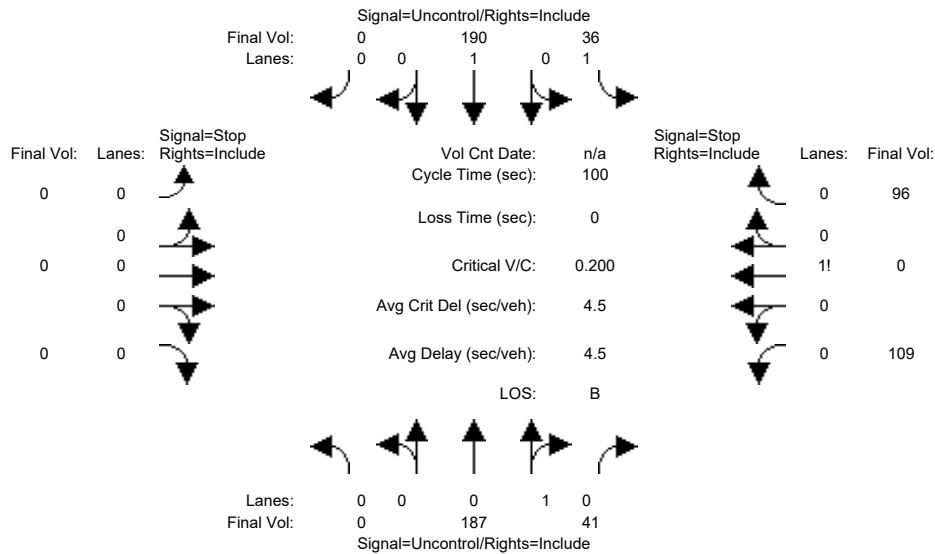 Signal=Uncontrol/Rights=Include
Final Vol: 0 190 36
Lanes: 0 0 1 0 1
Signal=Stop Signal=Stop
Final Vol: Lanes: Rights=Include Vol Cnt Date: n/a Rights=Include Lanes: Final Vol:
Cycle Time (sec): 100
0 0 0 96
Loss Time (sec): 0
0 0
0 0 Critical V/C: 0.200 1! 0
0 Avg Crit Del (sec/veh): 4.5 0
0 0 Avg Delay (sec/veh): 4.5 0 109
LOS: B
Lanes: 0 0 0 1 0
Final Vol: 0 187 41
Signal=Uncontrol/Rights=Include